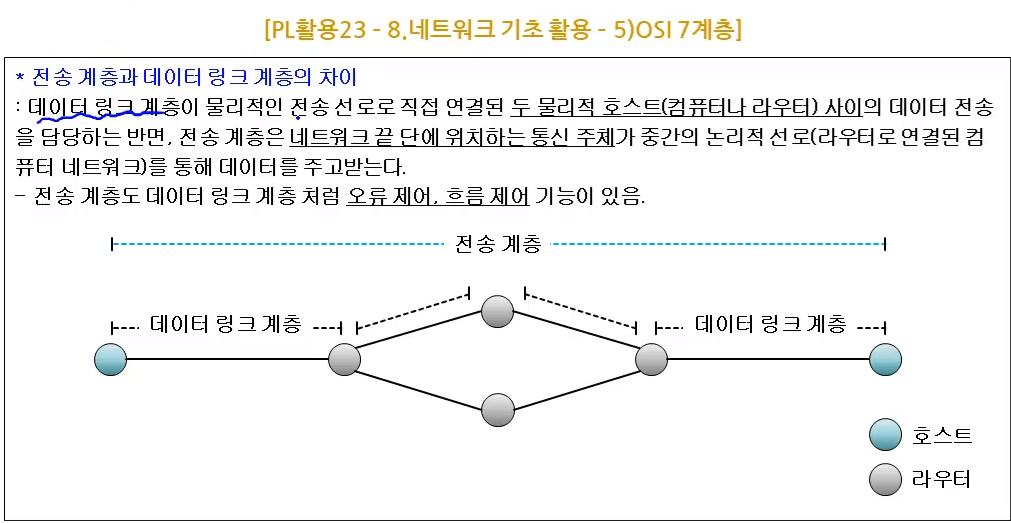 [PL활용23 - 8.네트워크 기초 활용 - 5)OSI 7계층]
* 전송 계층과 데이터 링크 계층의 차이
: 데이터 링크 계층이 물리적인 전송 선로로 직접 연결된 두 물리적 호스트(컴퓨터나 라우터) 사이의 데이터 전송
을 담당하는 반면, 전송 계층은 네트워크 끝 단에 위치하는 통신 주체가 중간의 논리적 선로(라우터로 연결된 컴
퓨터 네트워크)를 통해 데이터를 주고받는다.
- 전송 계층도 데이터 링크 계층 처럼 오류 제어, 흐름 제어 기능이 있음.
전송 계층
데이터 링크 계층
데이터 링크 계층
호스트
라우터